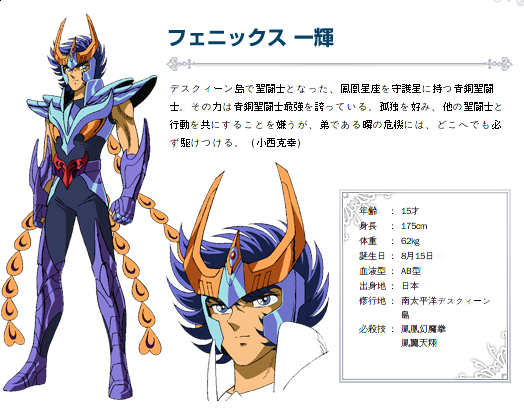 フェニックス 一輝
デスクィーン島で聖闘士となった、鳳凰星座を守護星に持つ青銅聖闘
士。その力は青銅聖闘士最強を誇っている。孤独を好み、他の聖闘士と
行動を共にすることを嫌うが、弟である瞬の危機には、どこへでも必
ず駆けつける。（小西克幸）
年齢 : 15才
身長 : 175cm
体重 : 62kg
誕生日 : 8月15日
血液型 : AB型
出身地 : 日本
修行地 : 南太平洋デスクィーン
島
必殺技 : 鳳凰幻魔拳
鳳翼天翔